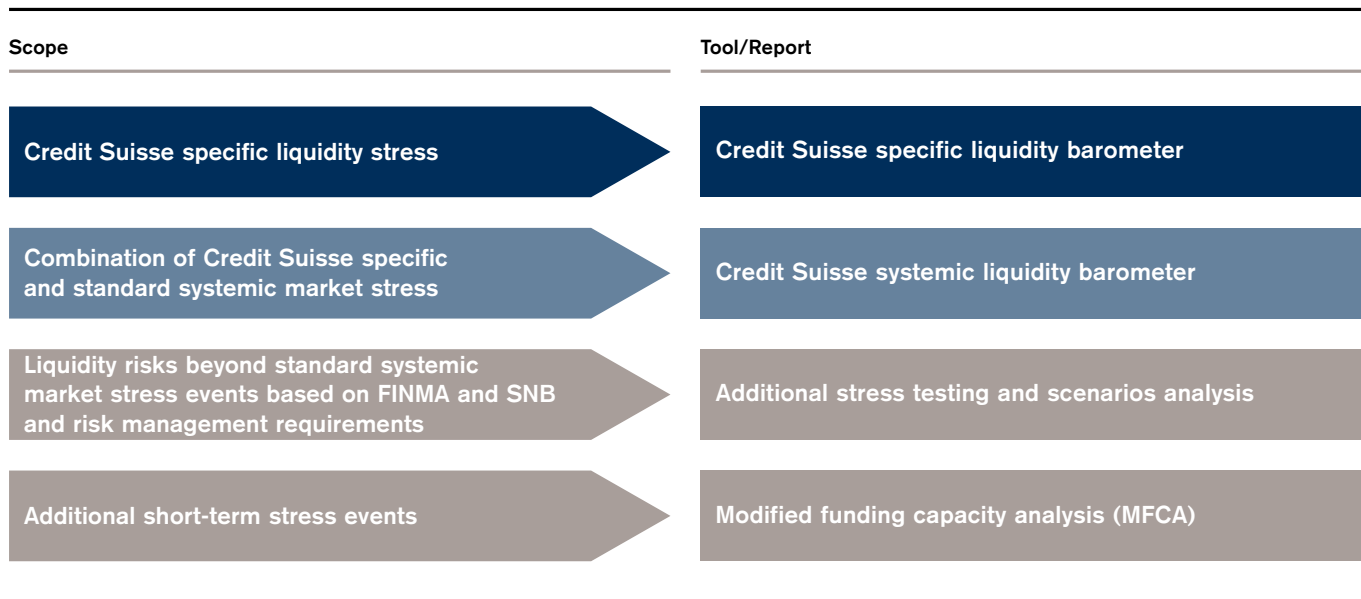 Scope
Tool/Report
Credit Suisse specific liquidity stress
Credit Suisse specific liquidity barometer
Combination of Credit Suisse specific
and standard systemic market stress
Credit Suisse systemic liquidity barometer
Liquidity risks beyond standard systemic
market stress events based on FINMA and SNB
and risk management requirements
Additional stress testing and scenarios analysis
Additional short-term stress events
Modified funding capacity analysis (MFCA)